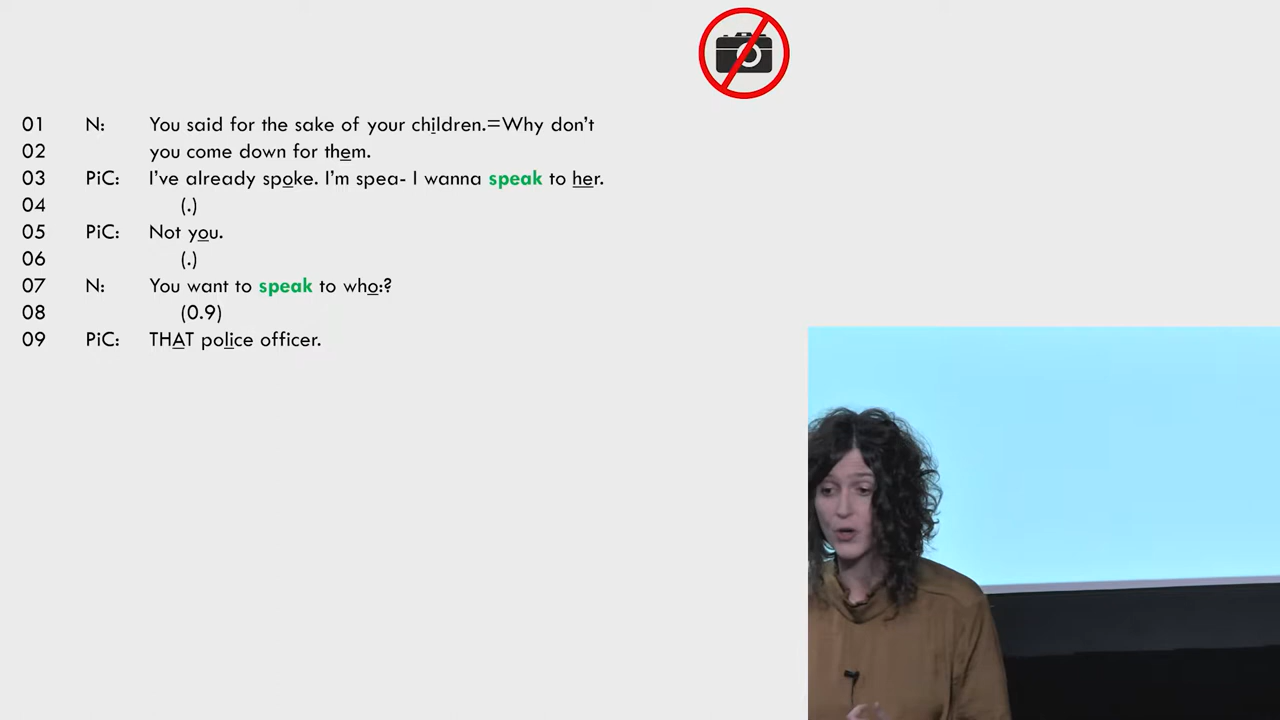 01 N: You said for the sake of your children.=Why don't
02 you come down for them.
03 PiC: I've already spoke. I'm spea- I wanna speak to her.
04 (.)
05 PiC: Not you.
06 (.)
07 N: You want to speak to who:?
08 (0.9)
09 PiC: THAT police officer.